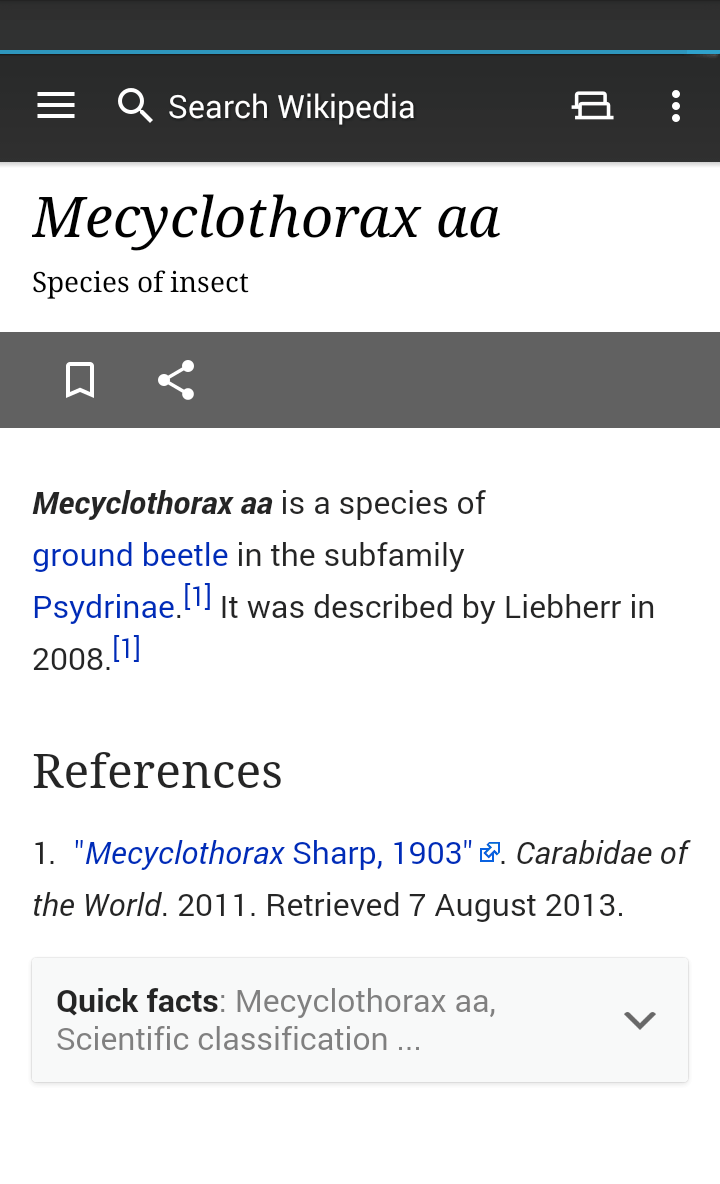 Search Wikipedia
Mecyclothorax aa
Species of insect
Mecyclothorax aa is a species of
ground beetle in the subfamily
Psydrinae.[1] It was described by Liebherr in
2008.[1]
References
1. "Mecyclothorax Sharp, 1903" . Carabidae of
the World. 2011. Retrieved 7 August 2013.
Quick facts: Mecyclothorax aa,
Scientific classification ...